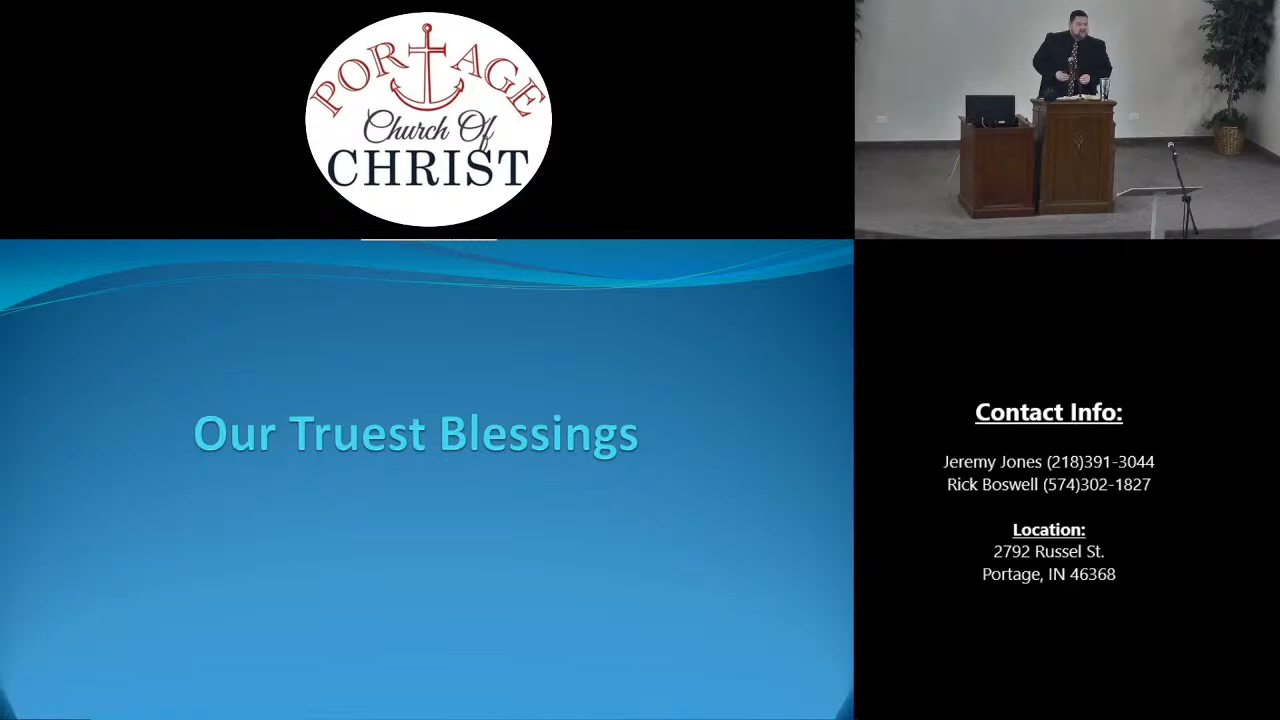 PORTAGE
Church Of
CHRIST
Our Truest Blessings
Contact Info:
Jeremy Jones (218)391-3044
Rick Boswell (574)302-1827
Location:
2792 Russel St.
Portage, IN 46368